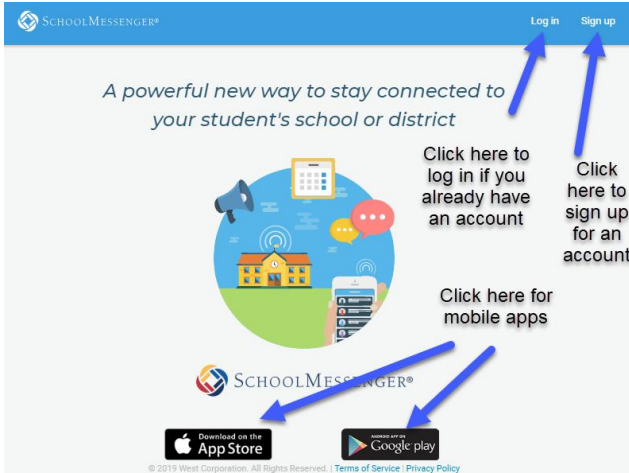 SCHOOLMESSENGER®
Log in
Sign up
A powerful new way to stay connected to
your student's school or district
Click here to
log in if you
already have
an account
Click
here to
sign up
for an
account
Click here for
mobile apps
SCHOOLMESSENGER®
Download on the
App Store
ANDROID APP ON
Google play
© 2019 West Corporation. All Rights Reserved. | Terms of Service | Privacy Policy